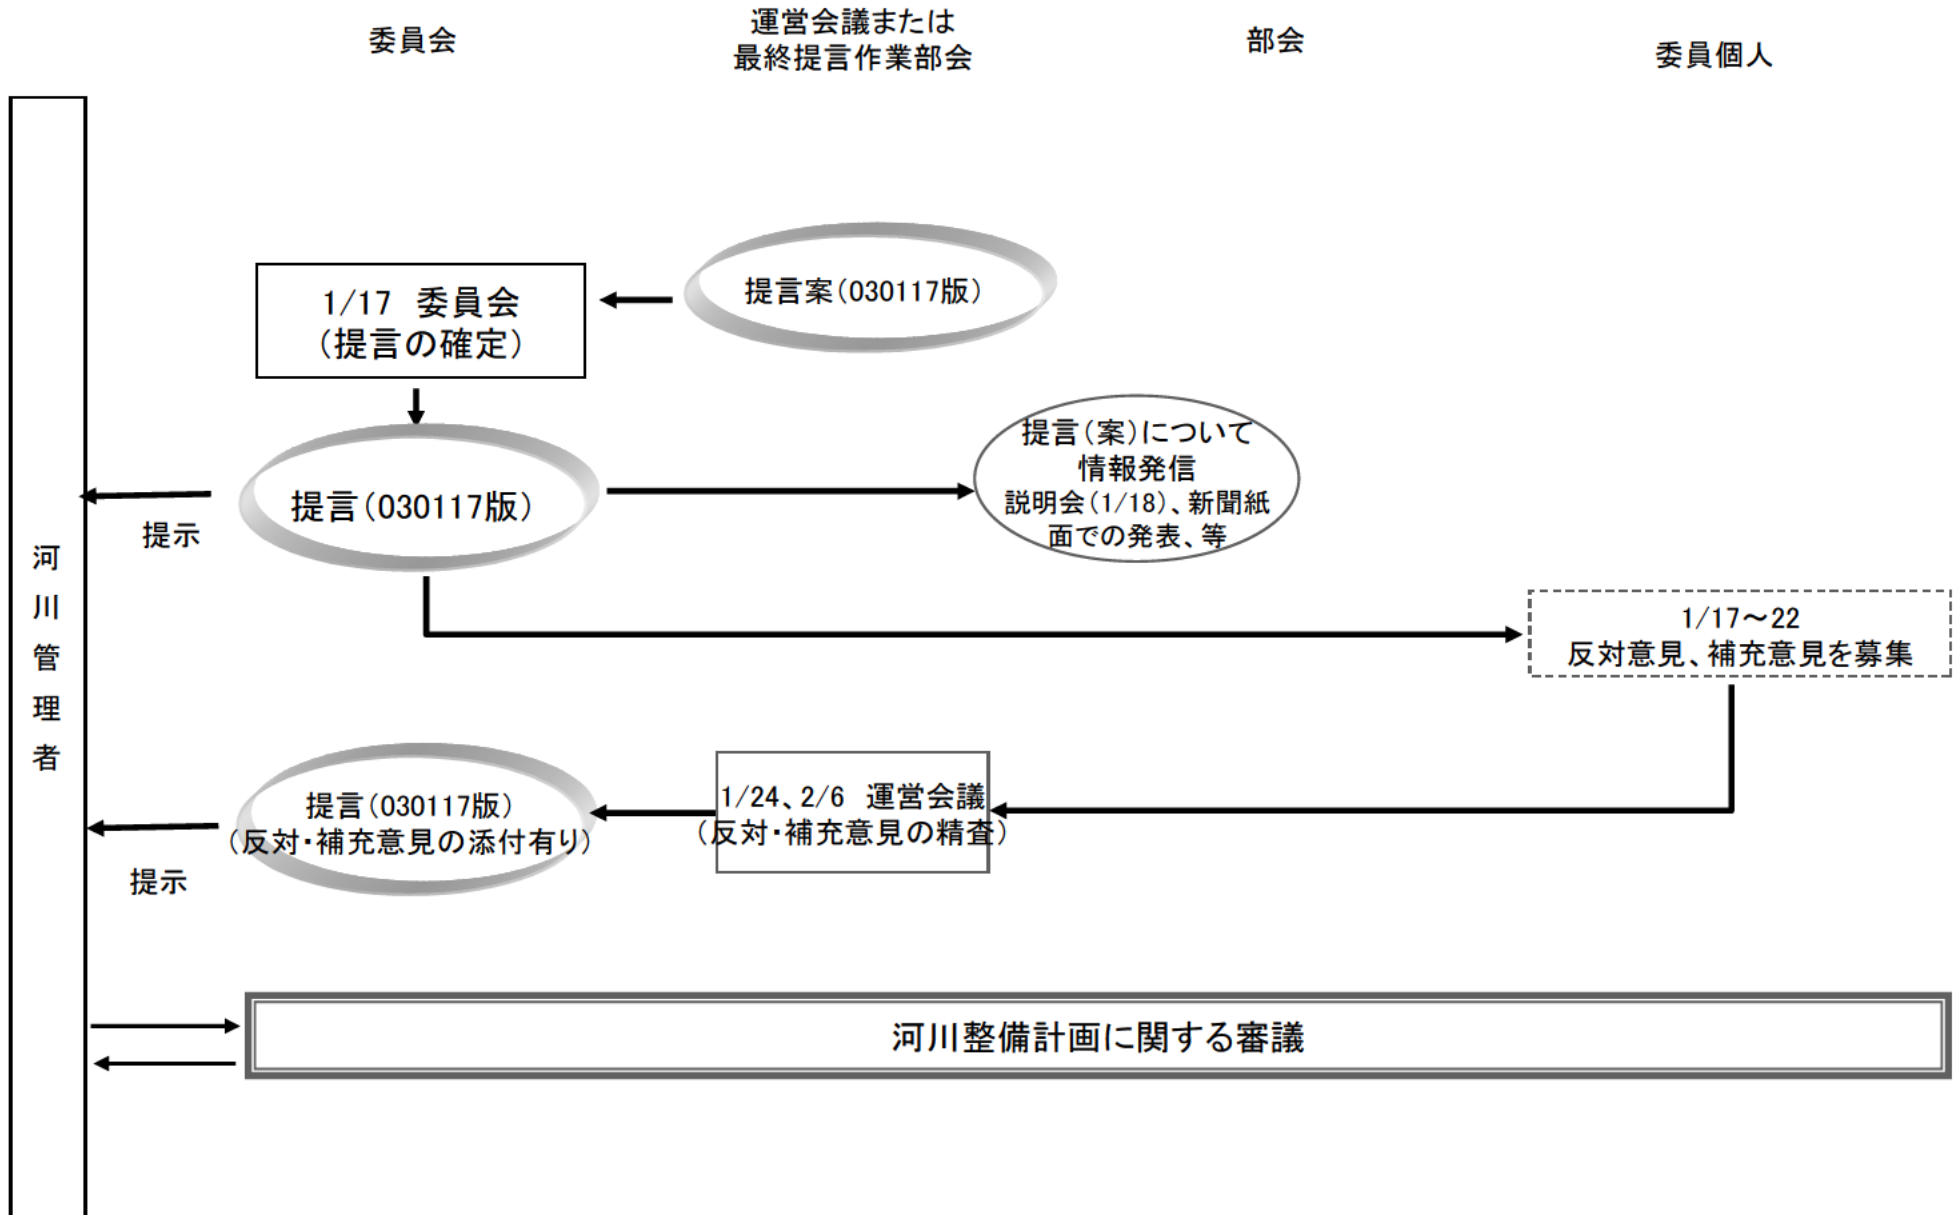 委員会
運営会議または
最終提言作業部会
部会
委員個人
提言案(030117版)
1/17 委員会
(提言の確定)
提言(030117版)
提示
提言(案)について
情報発信
説明会(1/18)、新聞紙
面での発表、等
河川管理者
1/17~22
反対意見、補充意見を募集
1/24、2/6 運営会議
(反対・補充意見の精査)
提言(030117版)
(反対・補充意見の添付有り)
提示
河川整備計画に関する審議